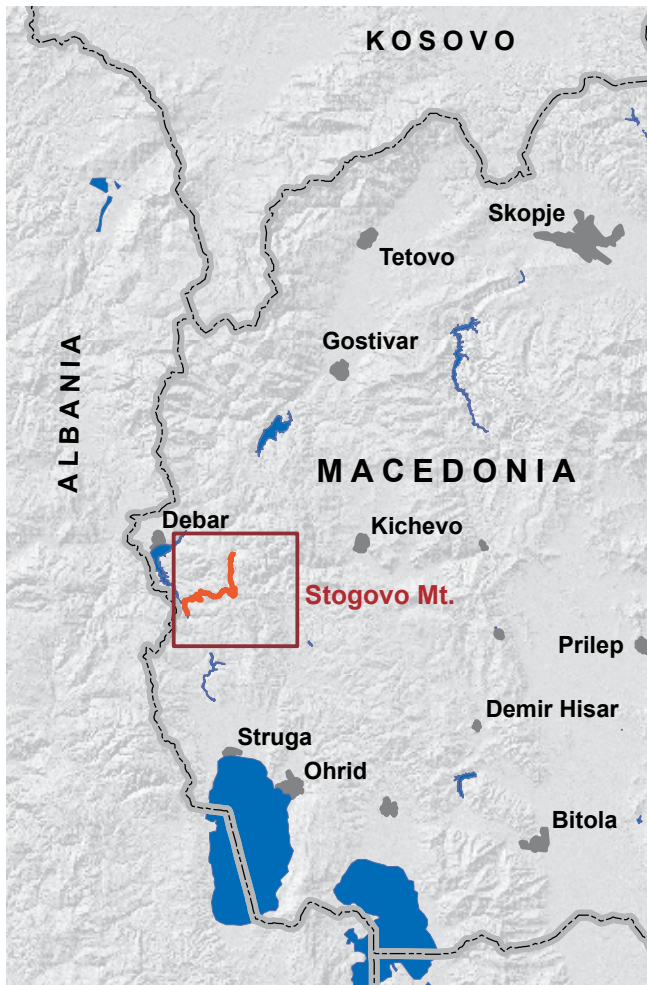 KOSOVO
Skopje
Tetovo
Gostivar
ALBANIA
MACEDONIA
Debar
Kichevo
Stogovo Mt.
Prilep
Demir Hisar
Struga
Ohrid
Bitola